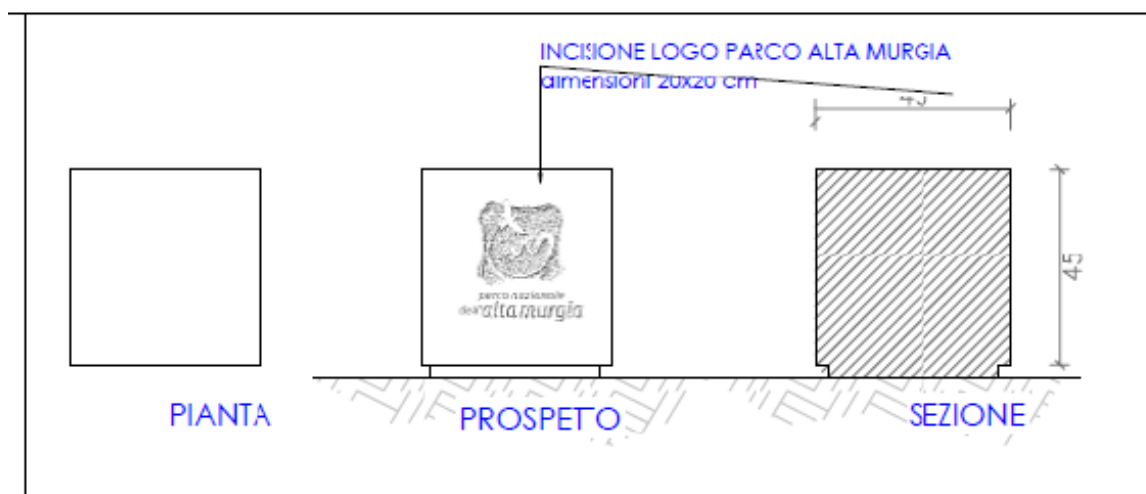 INCISIONE LOGO PARCO ALTA MURGIA
dimensioni 20x20 cm
45
45
parco nazionale
dell'alta murgia
PIANTA
PROSPETTO
SEZIONE